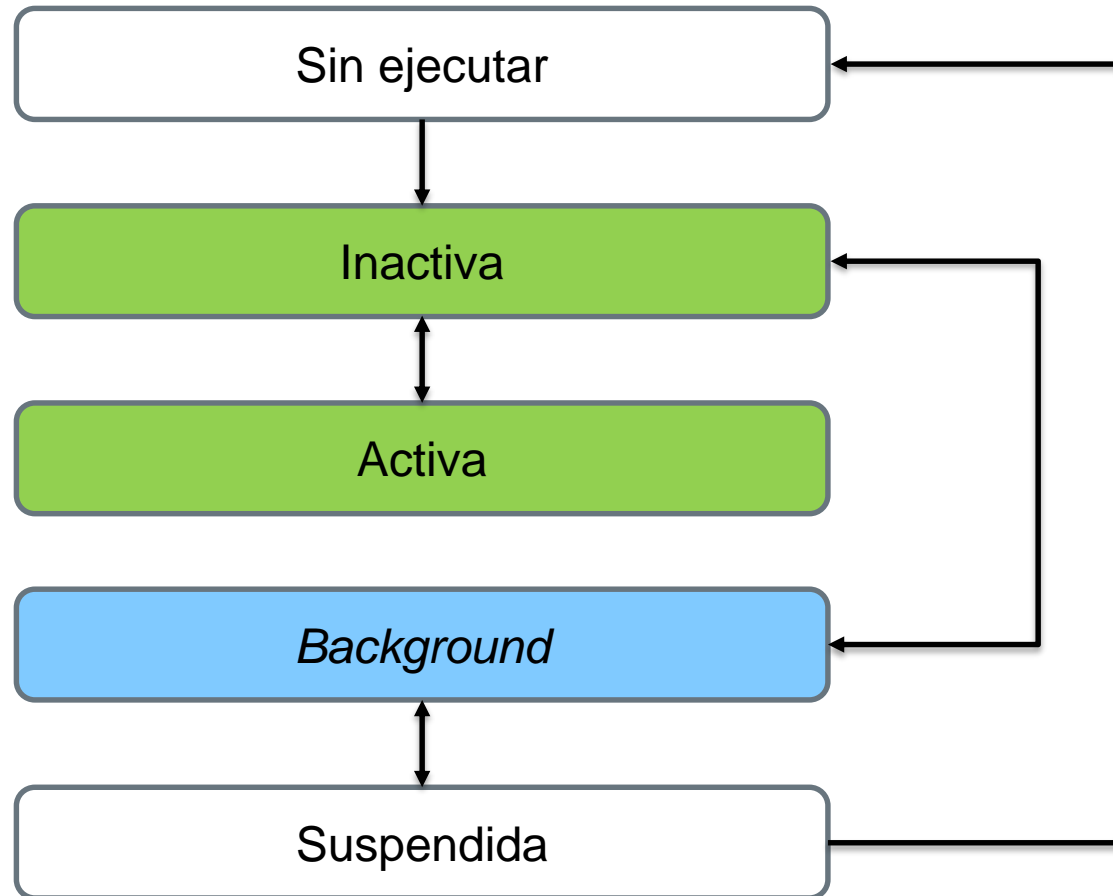 Sin ejecutar
Inactiva
Activa
Background
Suspendida